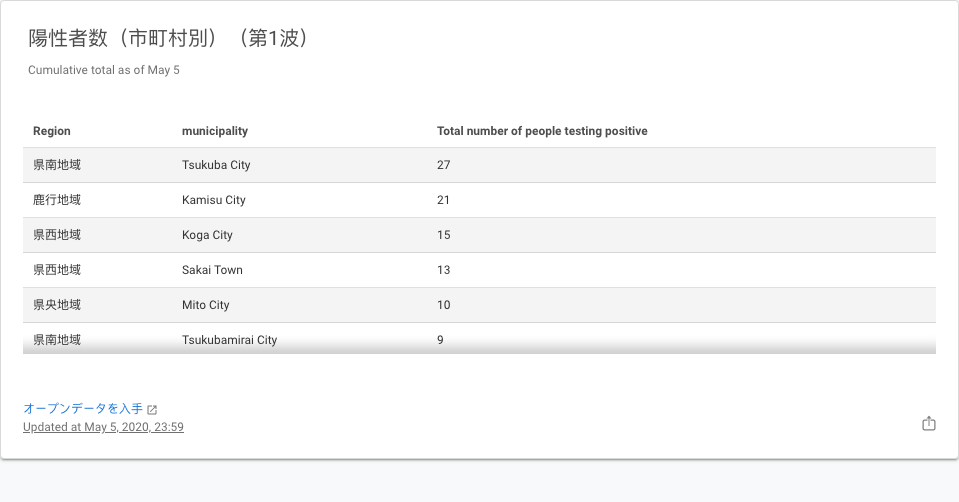 陽性者数（市町村別）（第1波）
Cumulative total as of May 5
Region municipality Total number of people testing positive
県南地域 Tsukuba City 27
鹿行地域 Kamisu City 21
県西地域 Koga City 15
県西地域 Sakai Town 13
県央地域 Mito City 10
県南地域 Tsukubamirai City 9
オープンデータを入手
Updated at May 5, 2020, 23:59